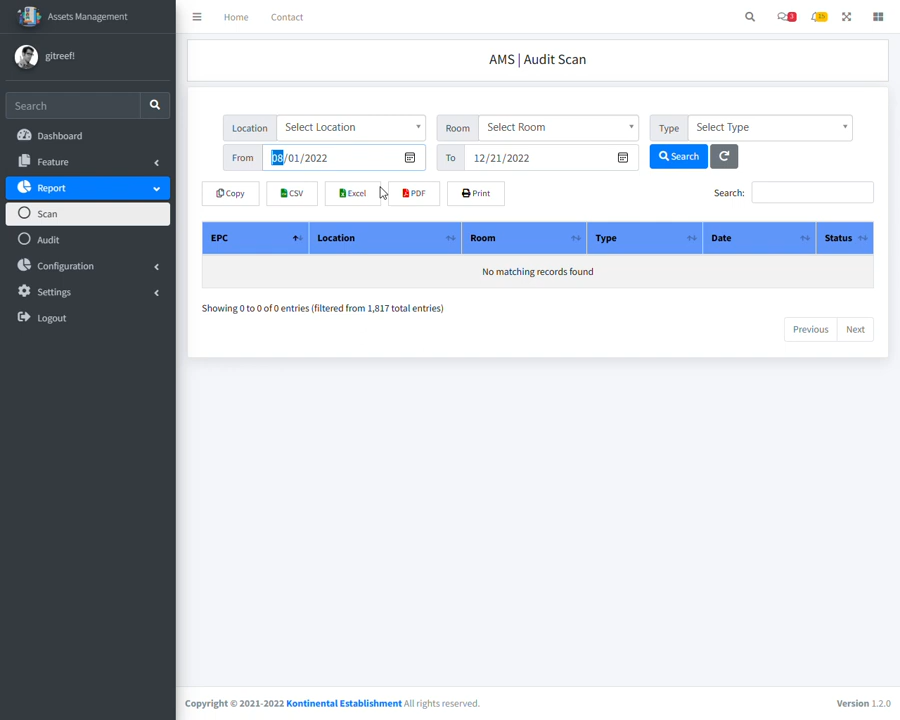 Assets Management
Home
Contact
3
15
gitreef!
AMS | Audit Scan
Search
Location
Select Location
Room
Select Room
Type
Select Type
From
08/01/2022
To
12/21/2022
Search
Copy
CSV
Excel
PDF
Print
Search:
Dashboard
Feature
Report
Scan
Audit
Configuration
Settings
Logout
EPC
Location
Room
Type
Date
Status
No matching records found
Showing 0 to 0 of 0 entries (filtered from 1,817 total entries)
Previous
Next
Copyright © 2021-2022 Kontinental Establishment All rights reserved.
Version 1.2.0